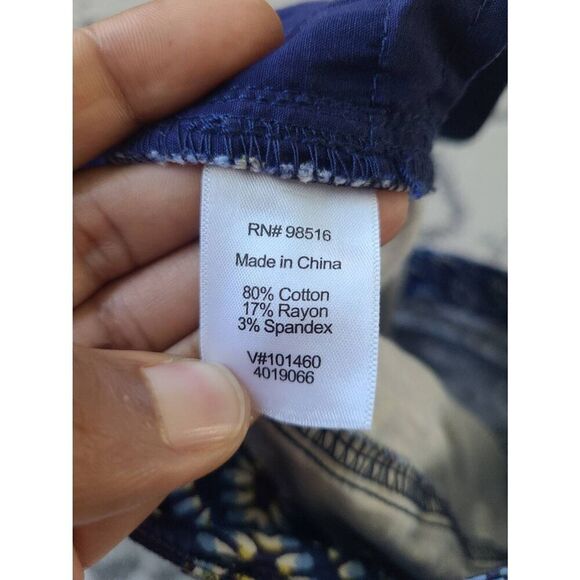 RN# 98516
Made in China
80% Cotton
17% Rayon
3% Spandex
V#101460
4019066